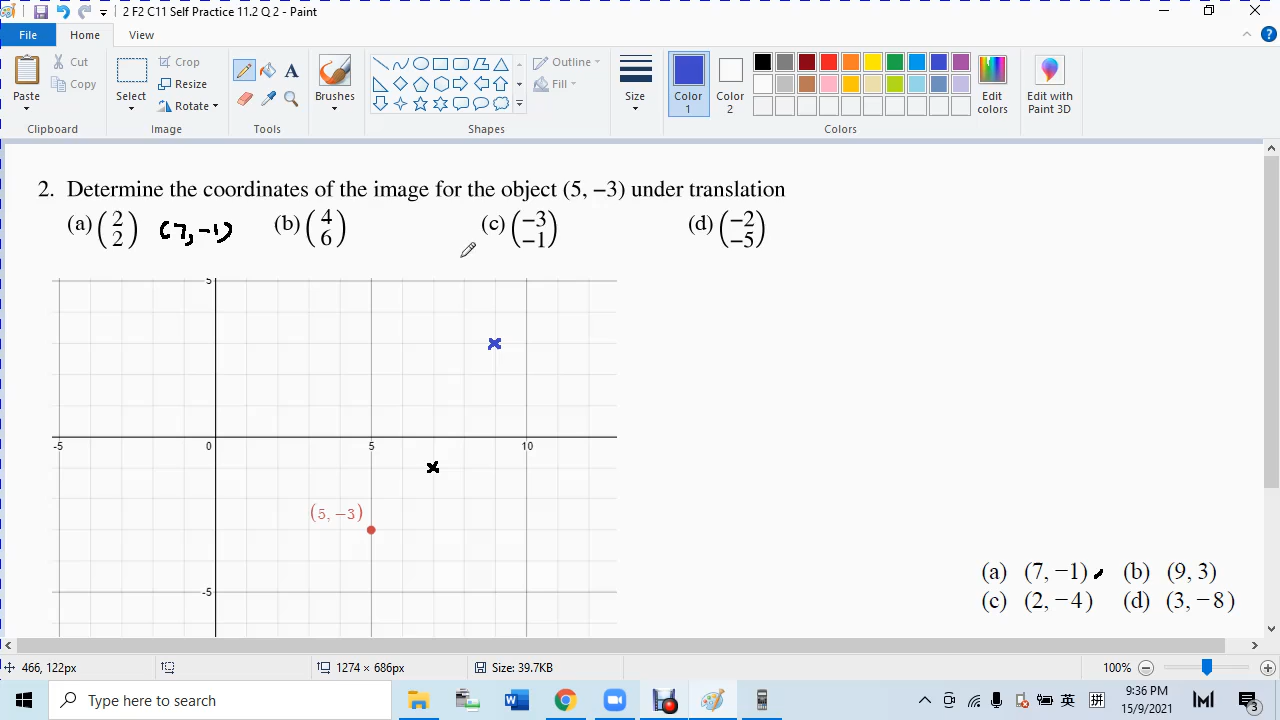 2 F2 C11 Self Practice 11.2 Q 2 - Paint
File Home View
Paste Cut Copy Clipboard
Select Crop Resize Rotate Image
Tools
Brushes
Outline Fill Shapes
Size
Color 1 Color 2 Edit colors Colors
Edit with Paint 3D
2. Determine the coordinates of the image for the object (5, −3) under translation
(a) (2 2) (7, -1) (b) (4 6) (c) (−3 −1) (d) (−2 −5)
5
-5 0 5 10
(5, −3)
-5
(a) (7, −1) (b) (9, 3)
(c) (2, −4) (d) (3, −8)
466, 122px 1274 × 686px Size: 39.7KB 100%
Type here to search
英 拼 9:36 PM 15/9/2021 3